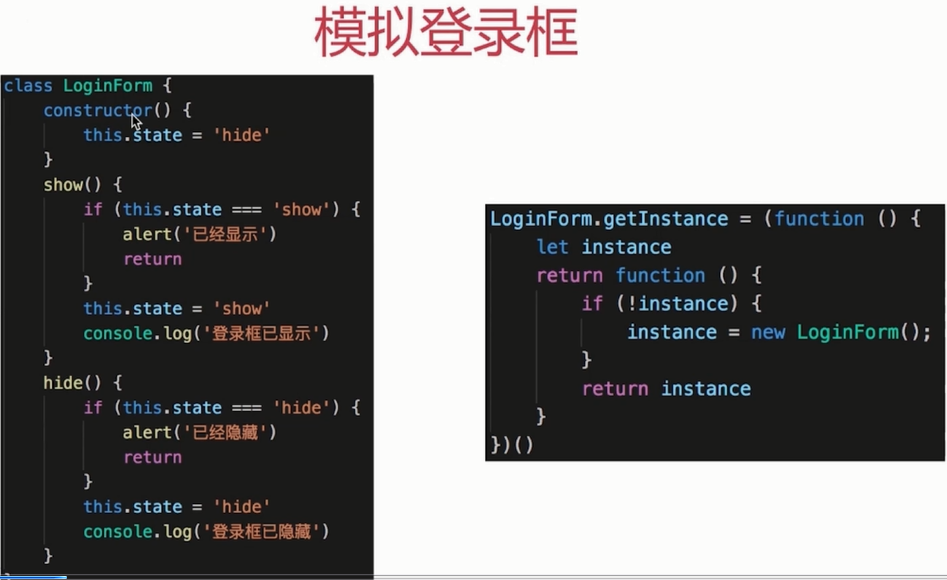 模拟登录框
class LoginForm {
    constructor() {
        this.state = 'hide'
    }
    show() {
        if (this.state === 'show') {
            alert('已经显示')
            return
        }
        this.state = 'show'
        console.log('登录框已显示')
    }
    hide() {
        if (this.state === 'hide') {
            alert('已经隐藏')
            return
        }
        this.state = 'hide'
        console.log('登录框已隐藏')
    }
LoginForm.getInstance = (function () {
    let instance
    return function () {
        if (!instance) {
            instance = new LoginForm();
        }
        return instance
    }
})()